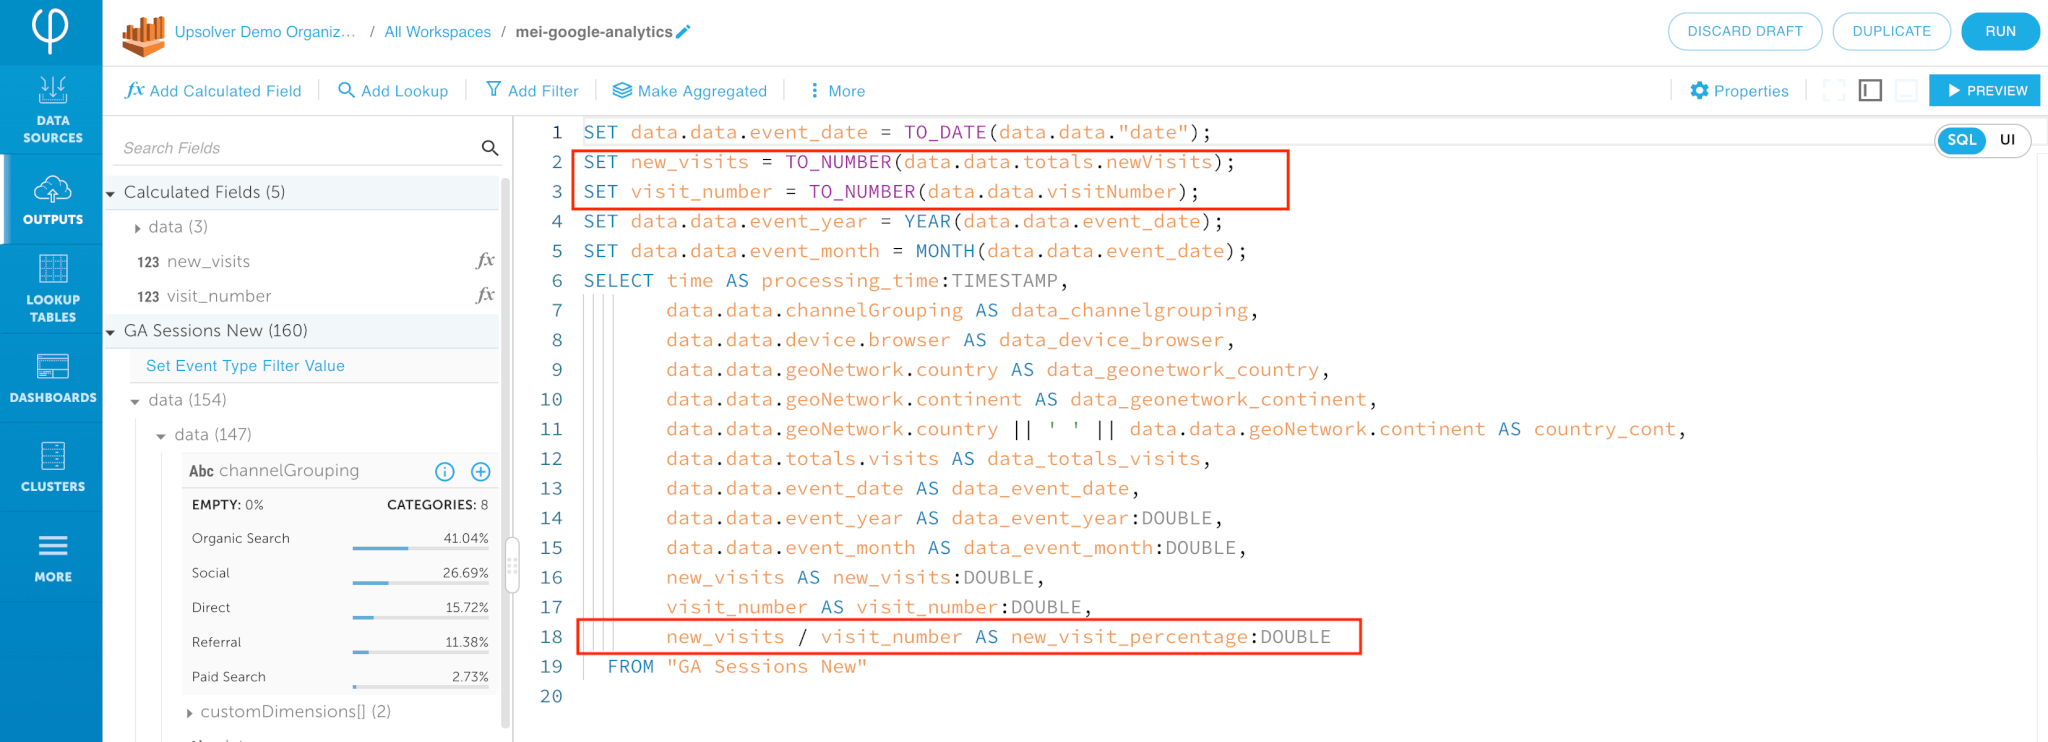 Upsolver Demo Organiz... / All Workspaces / mei-google-analytics
DISCARD DRAFT DUPLICATE RUN
fx Add Calculated Field Add Lookup Add Filter Make Aggregated More Properties PREVIEW
DATA SOURCES
OUTPUTS
LOOKUP TABLES
DASHBOARDS
CLUSTERS
MORE
Search Fields
Calculated Fields (5)
data (3)
123 new_visits fx
123 visit_number fx
GA Sessions New (160)
Set Event Type Filter Value
data (154)
data (147)
Abc channelGrouping
EMPTY: 0% CATEGORIES: 8
Organic Search 41.04%
Social 26.69%
Direct 15.72%
Referral 11.38%
Paid Search 2.73%
customDimensions[] (2)
SQL UI
1 SET data.data.event_date = TO_DATE(data.data."date");
2 SET new_visits = TO_NUMBER(data.data.totals.newVisits);
3 SET visit_number = TO_NUMBER(data.data.visitNumber);
4 SET data.data.event_year = YEAR(data.data.event_date);
5 SET data.data.event_month = MONTH(data.data.event_date);
6 SELECT time AS processing_time:TIMESTAMP,
7 data.data.channelGrouping AS data_channelgrouping,
8 data.data.device.browser AS data_device_browser,
9 data.data.geoNetwork.country AS data_geonetwork_country,
10 data.data.geoNetwork.continent AS data_geonetwork_continent,
11 data.data.geoNetwork.country || ' ' || data.data.geoNetwork.continent AS country_cont,
12 data.data.totals.visits AS data_totals_visits,
13 data.data.event_date AS data_event_date,
14 data.data.event_year AS data_event_year:DOUBLE,
15 data.data.event_month AS data_event_month:DOUBLE,
16 new_visits AS new_visits:DOUBLE,
17 visit_number AS visit_number:DOUBLE,
18 new_visits / visit_number AS new_visit_percentage:DOUBLE
19 FROM "GA Sessions New"
20